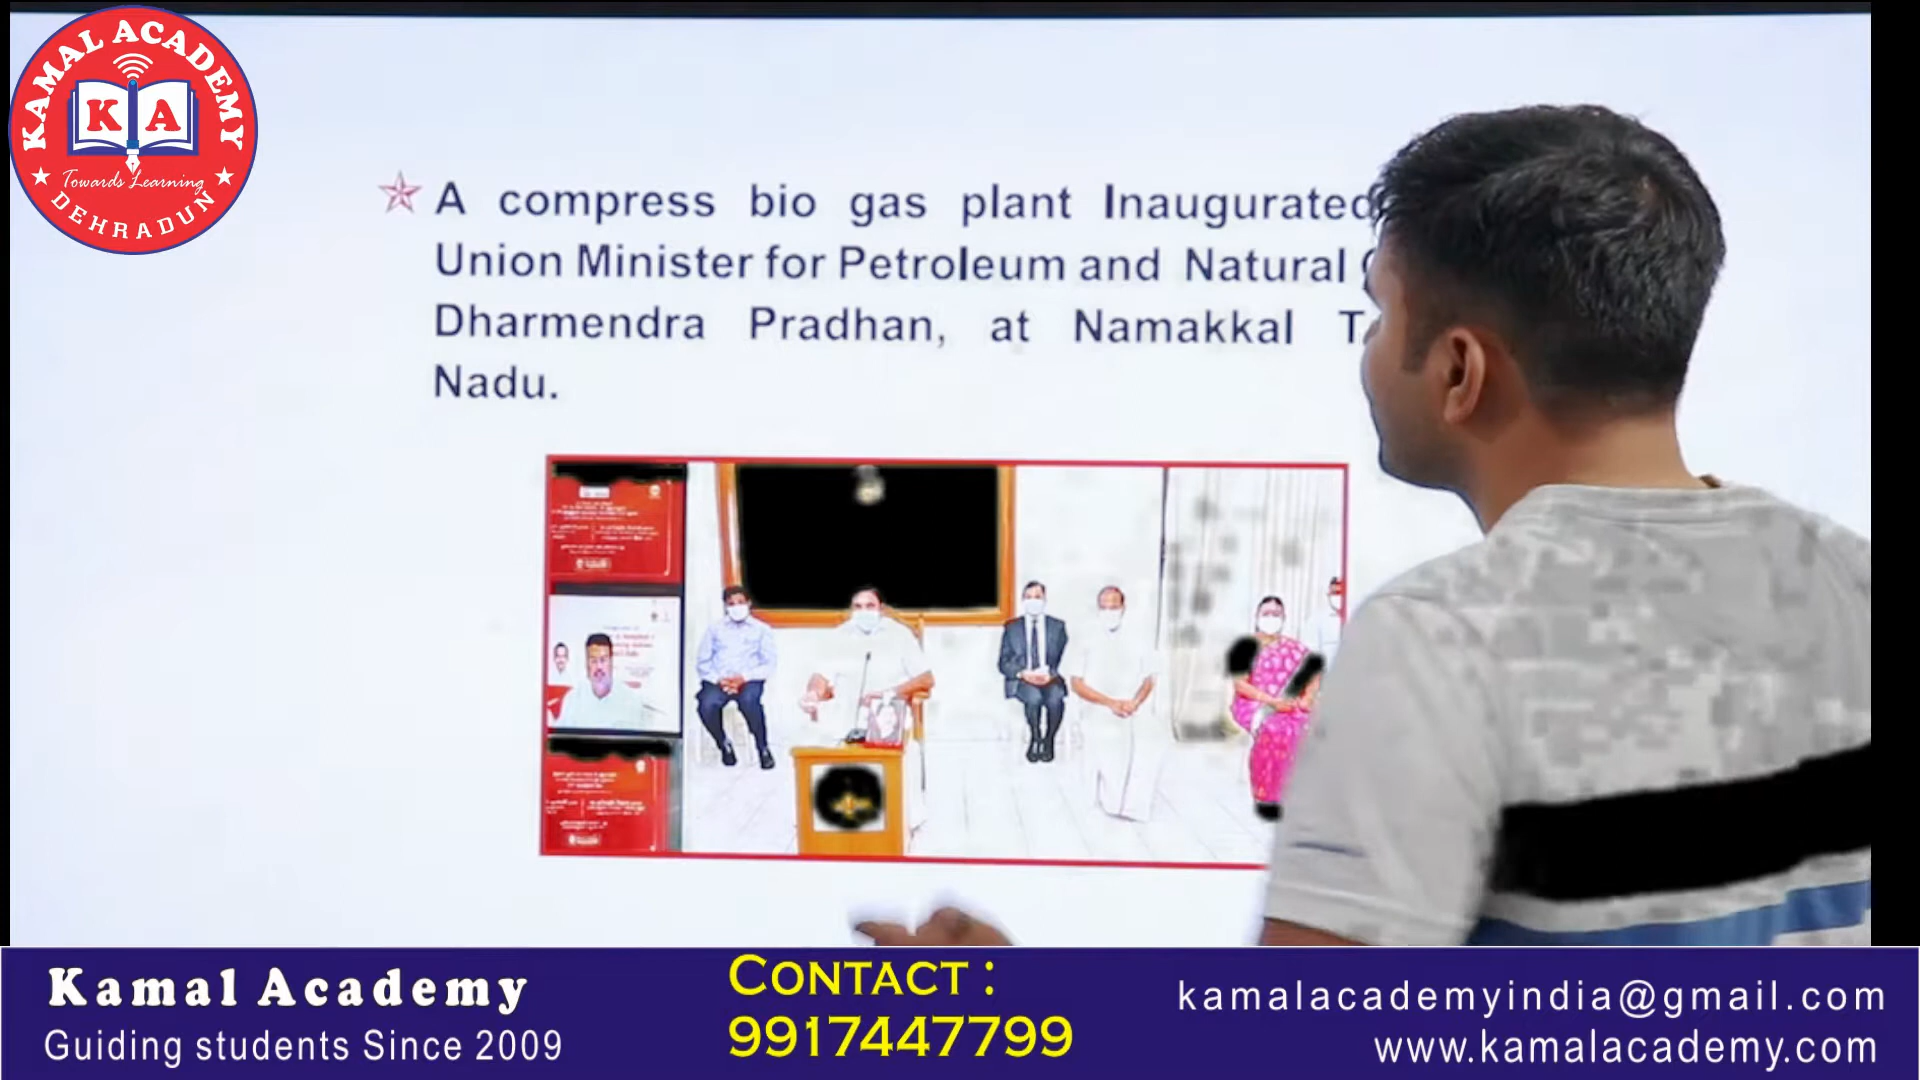 KAMAL ACADEMY
K A
Towards Learning
DEHRADUN
A compress bio gas plant Inaugurated
Union Minister for Petroleum and Natural
Dharmendra Pradhan, at Namakkal
Nadu.
Kamal Academy
Guiding students Since 2009
CONTACT :
9917447799
kamalacademyindia@gmail.com
www.kamalacademy.com